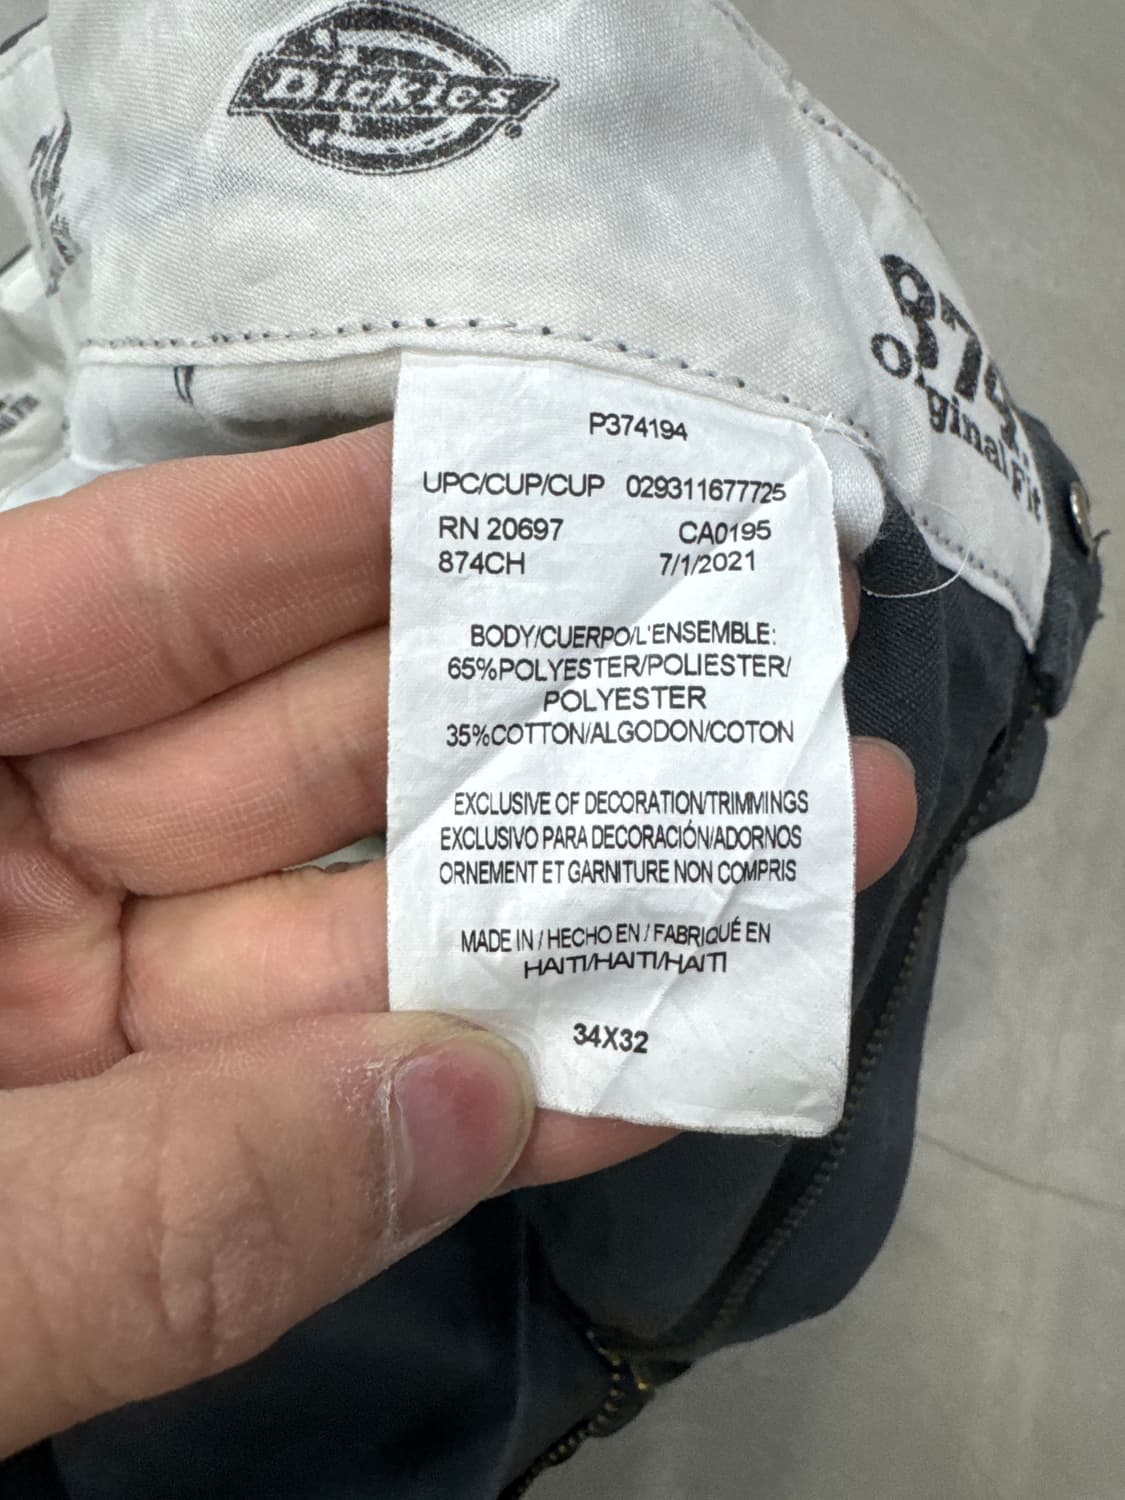 Dickies
874
Original Fit
P374194
UPC/CUP/CUP 029311677725
RN 20697 CA0195
874CH 7/1/2021
BODY/CUERPO/L'ENSEMBLE:
65%POLYESTER/POLIESTER/
POLYESTER
35%COTTON/ALGODON/COTON
EXCLUSIVE OF DECORATION/TRIMMINGS
EXCLUSIVO PARA DECORACIÓN/ADORNOS
ORNEMENT ET GARNITURE NON COMPRIS
MADE IN / HECHO EN / FABRIQUÉ EN
HAITI/HAITI/HAITI
34X32